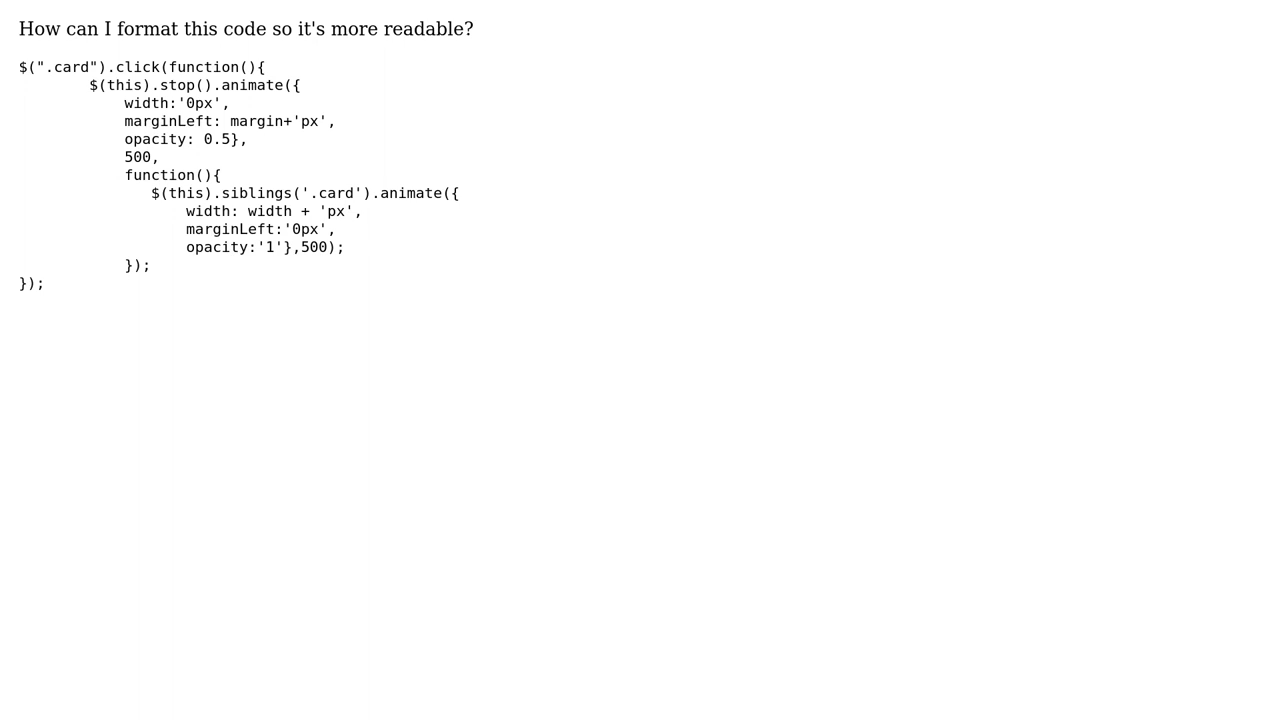 How can I format this code so it's more readable?
$(".card").click(function(){
        $(this).stop().animate({
            width:'0px',
            marginLeft: margin+'px',
            opacity: 0.5},
            500,
            function(){
               $(this).siblings('.card').animate({
                   width: width + 'px',
                   marginLeft:'0px',
                   opacity:'1'},500);
            });
});